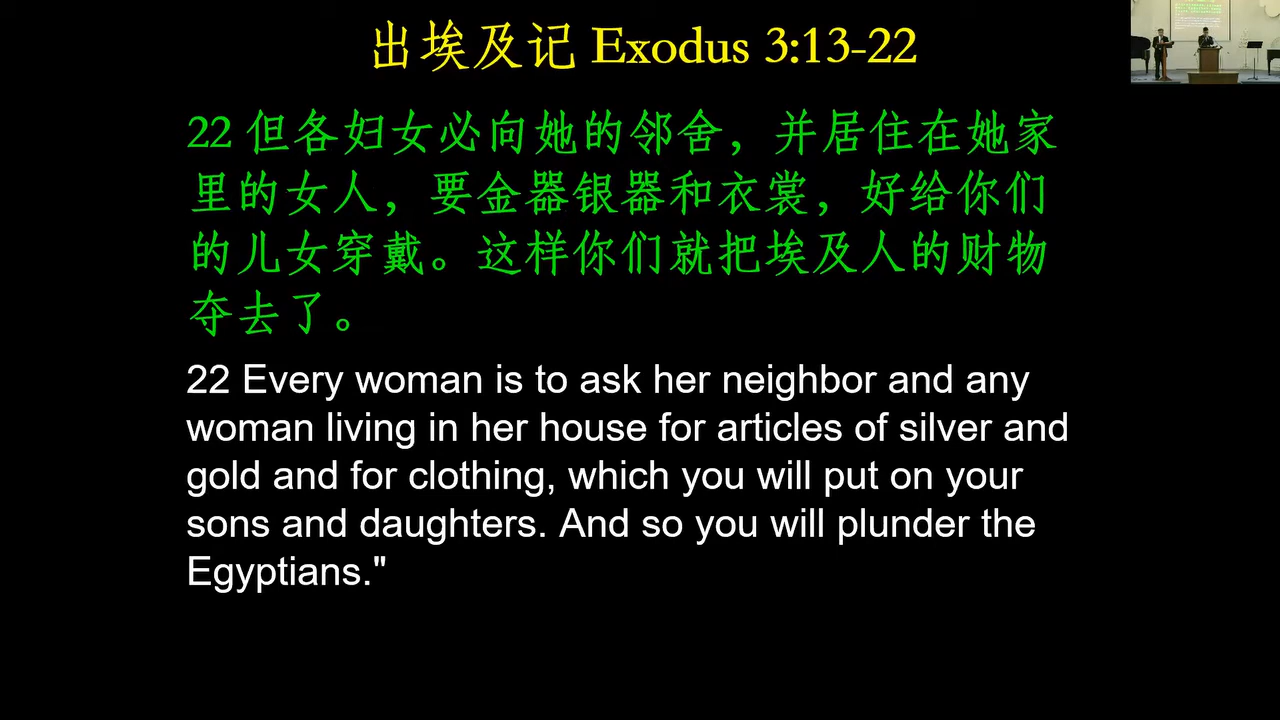 出埃及记 Exodus 3:13-22
22 但各妇女必向她的邻舍，并居住在她家
里的女人，要金器银器和衣裳，好给你们
的儿女穿戴。这样你们就把埃及人的财物
夺去了。
22 Every woman is to ask her neighbor and any
woman living in her house for articles of silver and
gold and for clothing, which you will put on your
sons and daughters. And so you will plunder the
Egyptians."